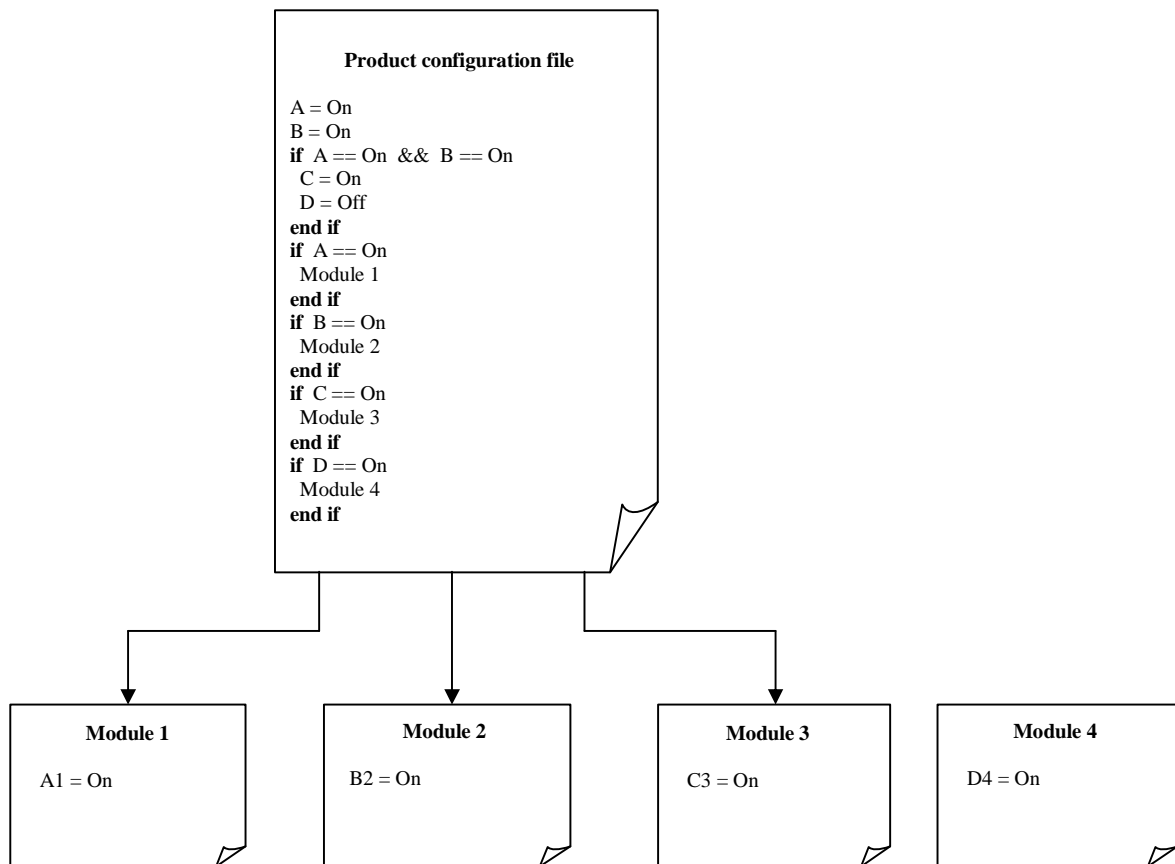 Product configuration file
A = On
B = On
if A == On && B == On
C = On
D = Off
end if
if A == On
Module 1
end if
if B == On
Module 2
end if
if C == On
Module 3
end if
if D == On
Module 4
end if
Module 1
A1 = On
Module 2
B2 = On
Module 3
C3 = On
Module 4
D4 = On